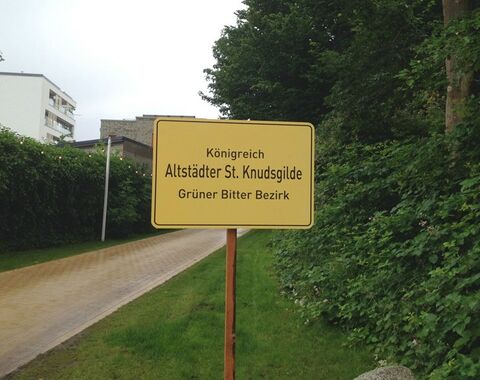 Königreich
Altstädter St. Knudsgilde
Grüner Bitter Bezirk